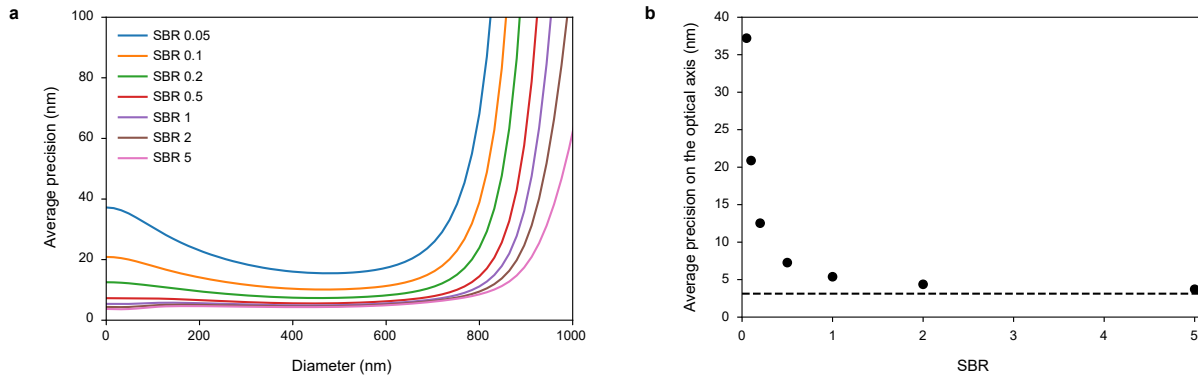 a
Average precision (nm)
100
80
60
40
20
0
SBR 0.05
SBR 0.1
SBR 0.2
SBR 0.5
SBR 1
SBR 2
SBR 5
0 200 400 600 800 1000
Diameter (nm)
b
Average precision on the optical axis (nm)
40
35
30
25
20
15
10
5
0
0 1 2 3 4 5
SBR